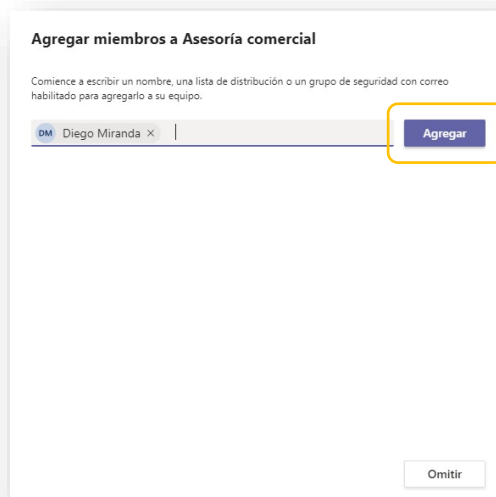 Agregar miembros a Asesoría comercial
Comience a escribir un nombre, una lista de distribución o un grupo de seguridad con correo
habilitado para agregarlo a su equipo.
DM Diego Miranda × Agregar
Omitir